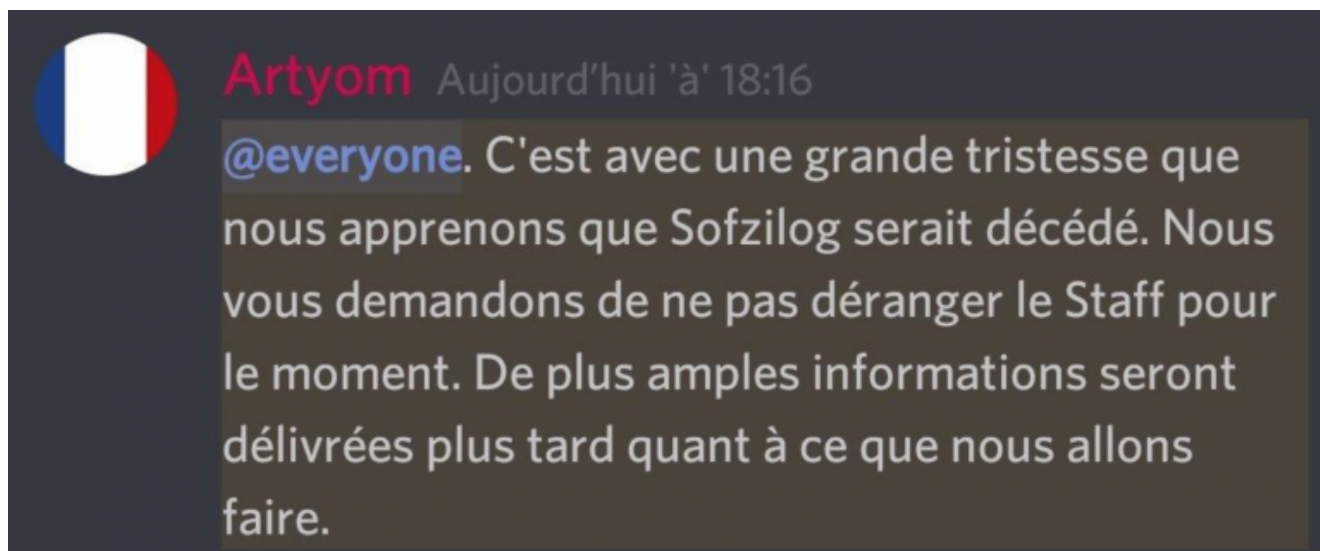 Artyom Aujourd'hui 'à' 18:16
@everyone. C'est avec une grande tristesse que
nous apprenons que Sofzilog serait décédé. Nous
vous demandons de ne pas déranger le Staff pour
le moment. De plus amples informations seront
délivrées plus tard quant à ce que nous allons
faire.